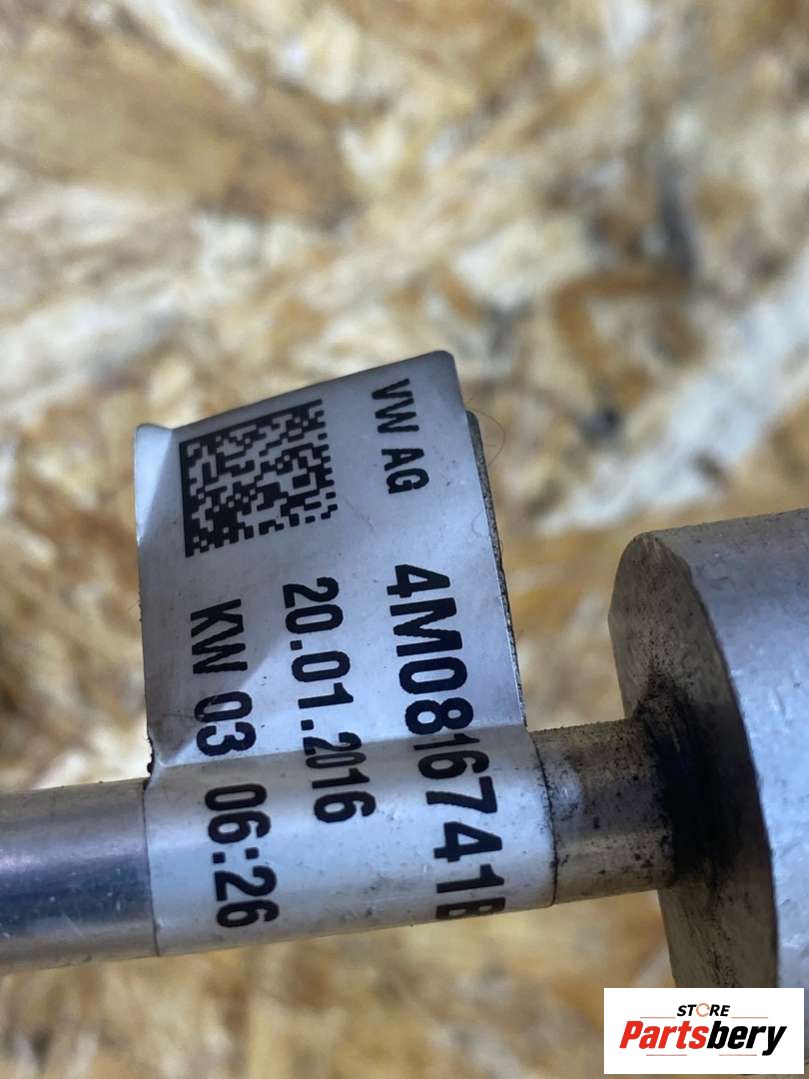 VW AG
4M0816741B
20.01.2016
KW 03 06:26
STORE
Partsbery